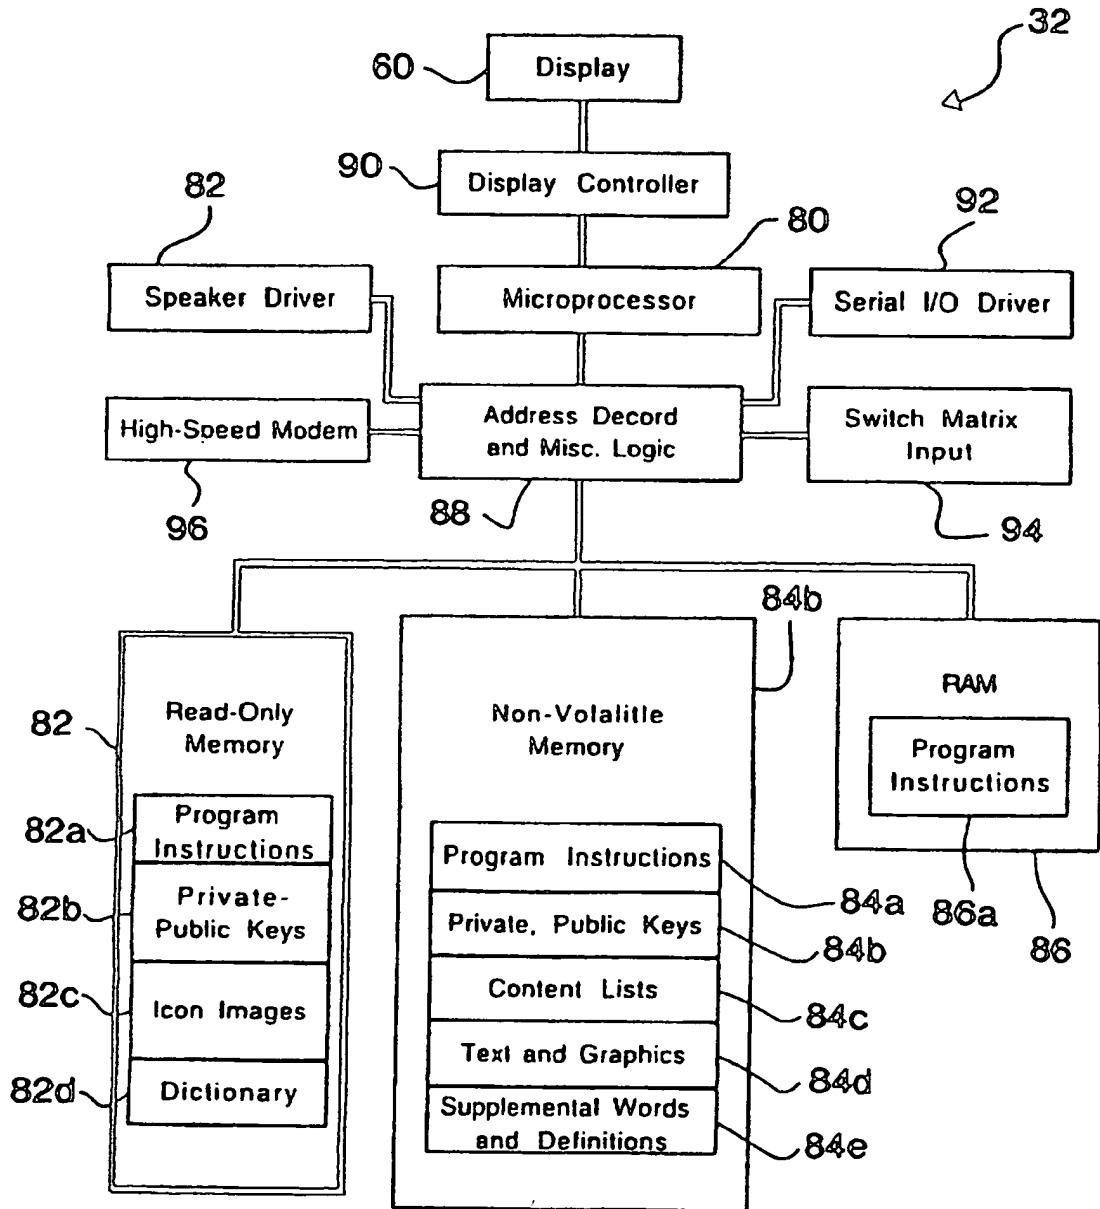 32
60
Display
90
Display Controller
82
80
92
Speaker Driver
Microprocessor
Serial I/O Driver
High-Speed Modem
Address Decord
and Misc. Logic
Switch Matrix
Input
96
88
94
84b
82
Read-Only
Memory
Non-Volalitle
Memory
RAM
Program
Instructions
82a
Program
Instructions
82b
Private-
Public Keys
82c
Icon Images
82d
Dictionary
Program Instructions
84a
Private, Public Keys
84b
Content Lists
84c
Text and Graphics
84d
Supplemental Words
and Definitions
84e
86a
86